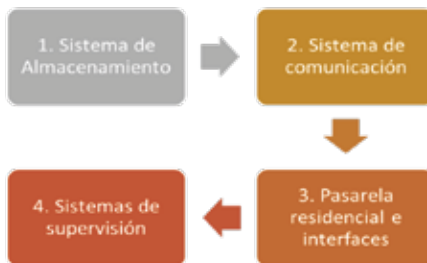 1. Sistema de
Almacenamiento
2. Sistema de
comunicación
3. Pasarela
residencial e
interfaces
4. Sistemas de
supervisión